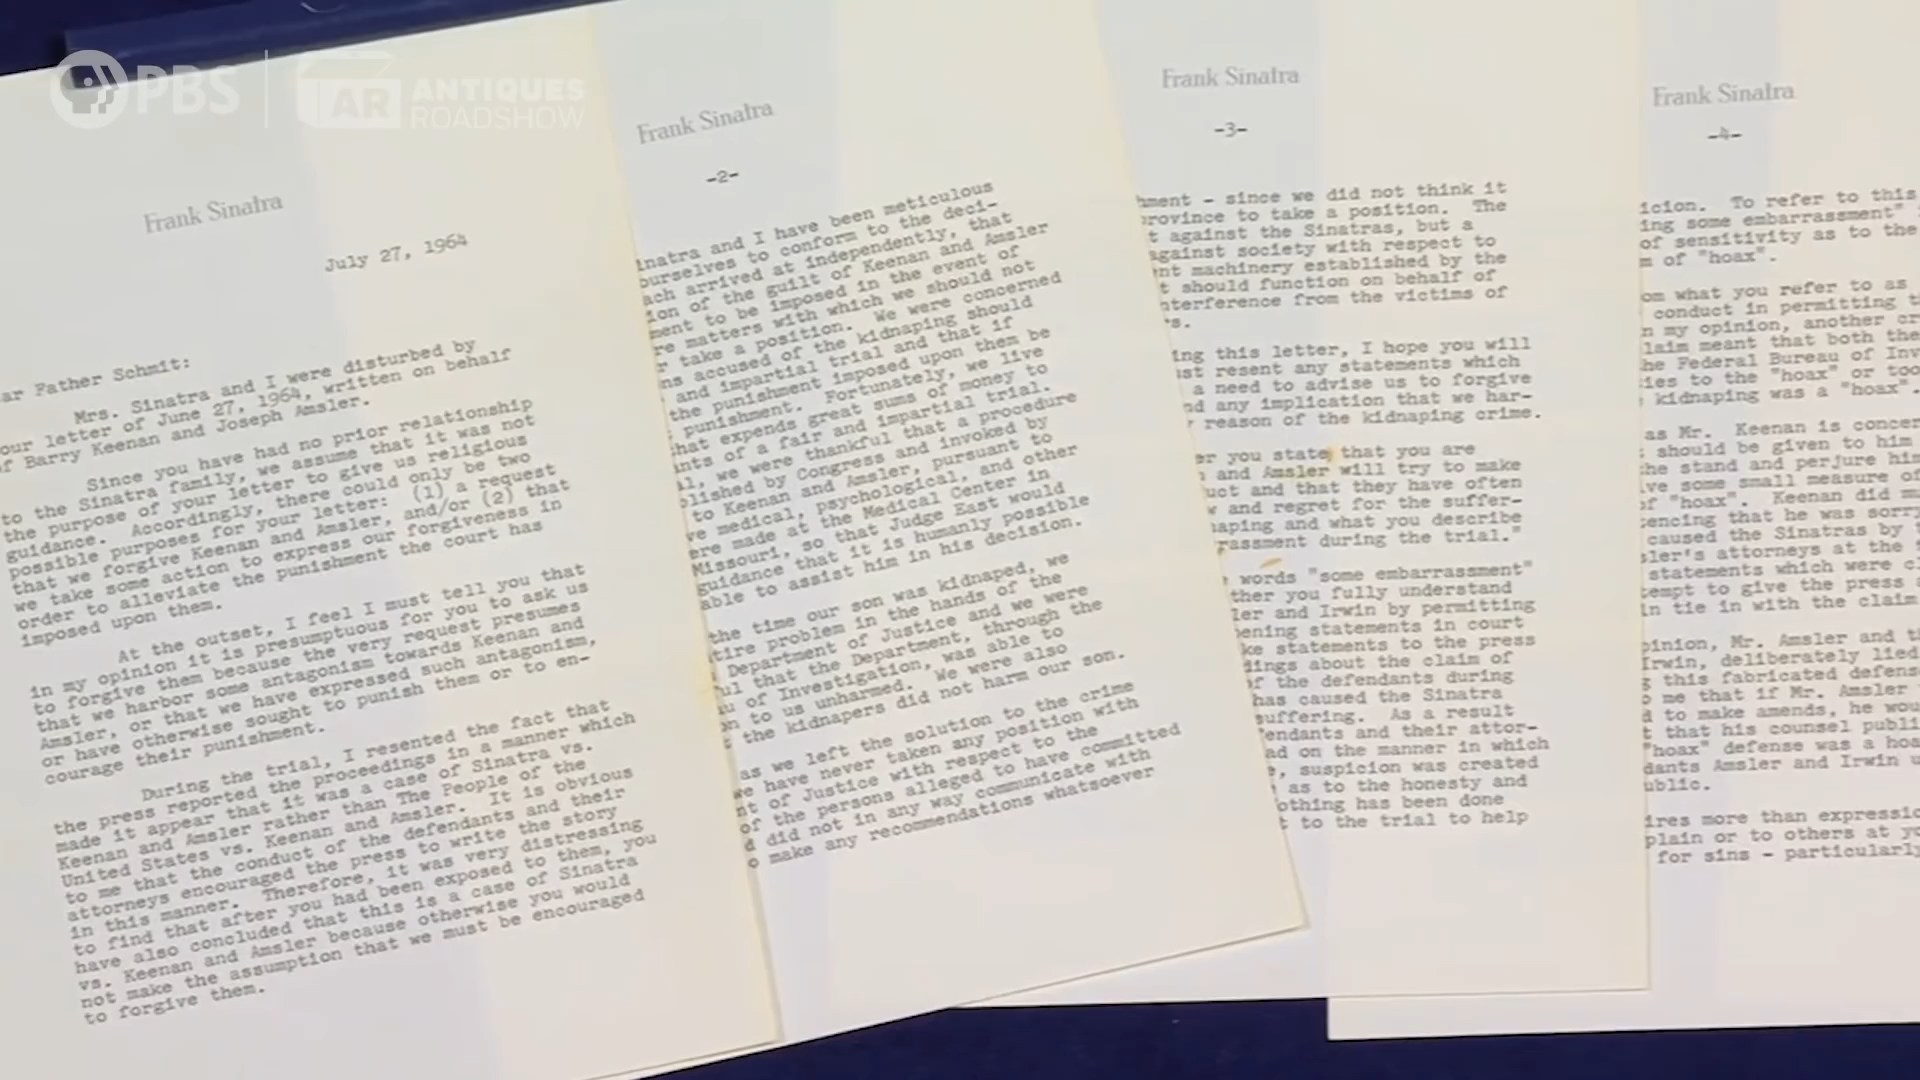 PBS
AR
ANTIQUES
ROADSHOW
Frank Sinatra
July 27, 1964
ar Father Schmit:
Mrs. Sinatra and I were disturbed by
our letter of June 27, 1964, written on behalf
f Barry Keenan and Joseph Amsler.
Since you have had no prior relationship
to the Sinatra family, we assume that it was not
the purpose of your letter to give us religious
guidance. Accordingly, there could only be two
possible purposes for your letter: (1) a request
that we forgive Keenan and Amsler, and/or (2) that
we take some action to express our forgiveness in
order to alleviate the punishment the court has
imposed upon them.
At the outset, I feel I must tell you that
in my opinion it is presumptuous for you to ask us
to forgive them because the very request presumes
that we harbor some antagonism towards Keenan and
Amsler, or that we have expressed such antagonism,
or have otherwise sought to punish them or to en-
courage their punishment.
During the trial, I resented the fact that
the press reported the proceedings in a manner which
made it appear that it was a case of Sinatra vs.
Keenan and Amsler rather than The People of the
United States vs. Keenan and Amsler. It is obvious
to me that the conduct of the defendants and their
attorneys encouraged the press to write the story
in this manner. Therefore, it was very distressing
to find that after you had been exposed to them, you
have also concluded that this is a case of Sinatra
vs. Keenan and Amsler because otherwise you would
not make the assumption that we must be encouraged
to forgive them.
Frank Sinatra
-2-
inatra and I have been meticulous
ourselves to conform to the deci-
ach arrived at independently, that
ion of the guilt of Keenan and Amsler
ment to be imposed in the event of
re matters with which we should not
r take a position. We were concerned
ns accused of the kidnaping should
and impartial trial and that if
the punishment imposed upon them be
punishment. Fortunately, we live
that expends great sums of money to
nts of a fair and impartial trial.
l, we were thankful that a procedure
blished by Congress and invoked by
to Keenan and Amsler, pursuant to
ve medical, psychological, and other
ere made at the Medical Center in
Missouri, so that Judge East would
guidance that it is humanly possible
able to assist him in his decision.
the time our son was kidnaped, we
tire problem in the hands of the
Department of Justice and we were
ul that the Department, through the
u of Investigation, was able to
n to us unharmed. We were also
the kidnapers did not harm our son.
as we left the solution to the crime
we have never taken any position with
nt of Justice with respect to the
of the persons alleged to have committed
d did not in any way communicate with
o make any recommendations whatsoever
Frank Sinatra
-3-
hment - since we did not think it
province to take a position. The
t against the Sinatras, but a
against society with respect to
nt machinery established by the
t should function on behalf of
nterference from the victims of
s.
ing this letter, I hope you will
st resent any statements which
a need to advise us to forgive
nd any implication that we har-
y reason of the kidnaping crime.
er you state that you are
and Amsler will try to make
uct and that they have often
w and regret for the suffer-
naping and what you describe
rassment during the trial."
words "some embarrassment"
ther you fully understand
ler and Irwin by permitting
pening statements in court
ke statements to the press
dings about the claim of
f the defendants during
has caused the Sinatra
suffering. As a result
endants and their attor-
ad on the manner in which
e, suspicion was created
as to the honesty and
othing has been done
t to the trial to help
Frank Sinatra
-4-
icion. To refer to this
ing some embarrassment"
of sensitivity as to the
m of "hoax".
om what you refer to as
conduct in permitting t
n my opinion, another cr
laim meant that both the
he Federal Bureau of Inv
ies to the "hoax" or too
kidnaping was a "hoax".
as Mr. Keenan is concer
should be given to him
he stand and perjure him
ve some small measure of
f "hoax". Keenan did ma
encing that he was sorry
caused the Sinatras by t
ler's attorneys at the
statements which were cl
tempt to give the press a
in tie in with the claim
pinion, Mr. Amsler and th
Irwin, deliberately lied
g this fabricated defense
o me that if Mr. Amsler
d to make amends, he wou
t that his counsel publi
"hoax" defense was a hoa
dants Amsler and Irwin u
ublic.
ires more than expressio
plain or to others at yo
for sins - particularly